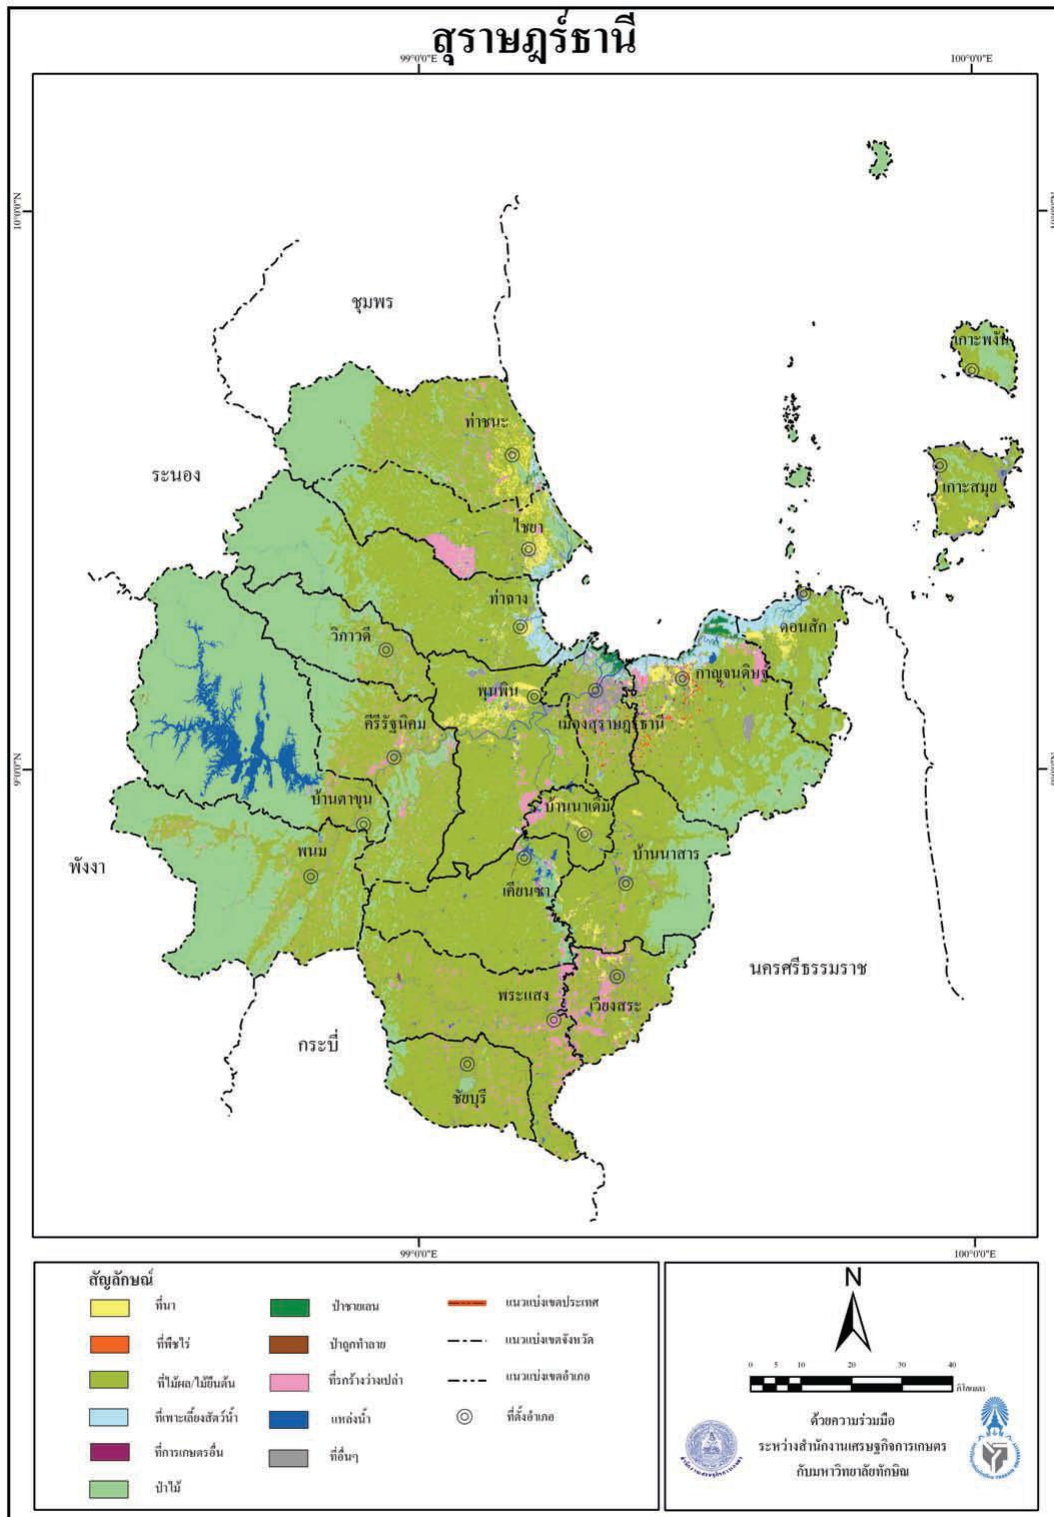 สุราษฎร์ธานี
99°0'0"E
100°0'0"E
10°0'0"N
ชุมพร
เกาะพงัน
ท่าชนะ
ระนอง
เกาะสมุย
ไชยา
ท่าฉาง
ดอนสัก
วิภาวดี
กาญจนดิษฐ์
พุนพิน
คีรีรัฐนิคม
เมืองสุราษฎร์ธานี
9°0'0"N
บ้านตาขุน
บ้านนาเดิม
พนม
บ้านนาสาร
พังงา
เคียนซา
นครศรีธรรมราช
พระแสง
เวียงสระ
กระบี่
ชัยบุรี
99°0'0"E
100°0'0"E
สัญลักษณ์
ที่นา
ที่พืชไร่
ที่ไม้ผล/ไม้ยืนต้น
ที่เพาะเลี้ยงสัตว์น้ำ
ที่การเกษตรอื่น
ป่าไม้
ป่าชายเลน
ป่าถูกทำลาย
ที่รกร้างว่างเปล่า
แหล่งน้ำ
ที่อื่นๆ
แนวแบ่งเขตประเทศ
แนวแบ่งเขตจังหวัด
แนวแบ่งเขตอำเภอ
ที่ตั้งอำเภอ
N
0 5 10 20 30 40
กิโลเมตร
ด้วยความร่วมมือ
ระหว่างสำนักงานเศรษฐกิจการเกษตร
กับมหาวิทยาลัยทักษิณ